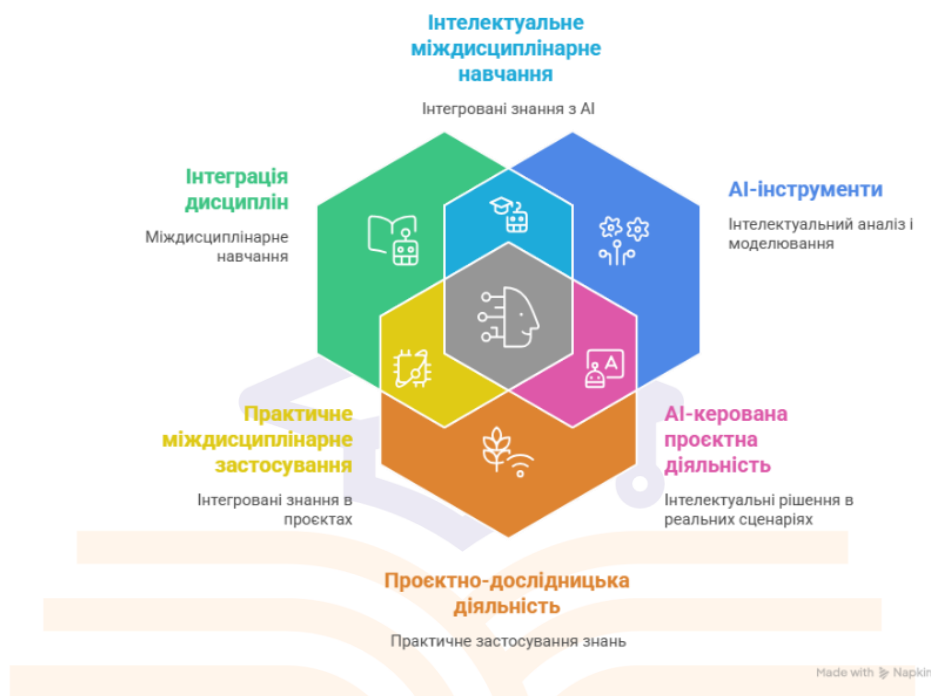 Інтелектуальне
міждисциплінарне
навчання
Інтегровані знання з AI
Інтеграція
дисциплін
Міждисциплінарне
навчання
AI-інструменти
Інтелектуальний аналіз і
моделювання
A
Практичне
міждисциплінарне
застосування
Інтегровані знання в
проєктах
AI-керована
проєктна
діяльність
Інтелектуальні рішення в
реальних сценаріях
Проєктно-дослідницька
діяльність
Практичне застосування знань
Made with Napkin